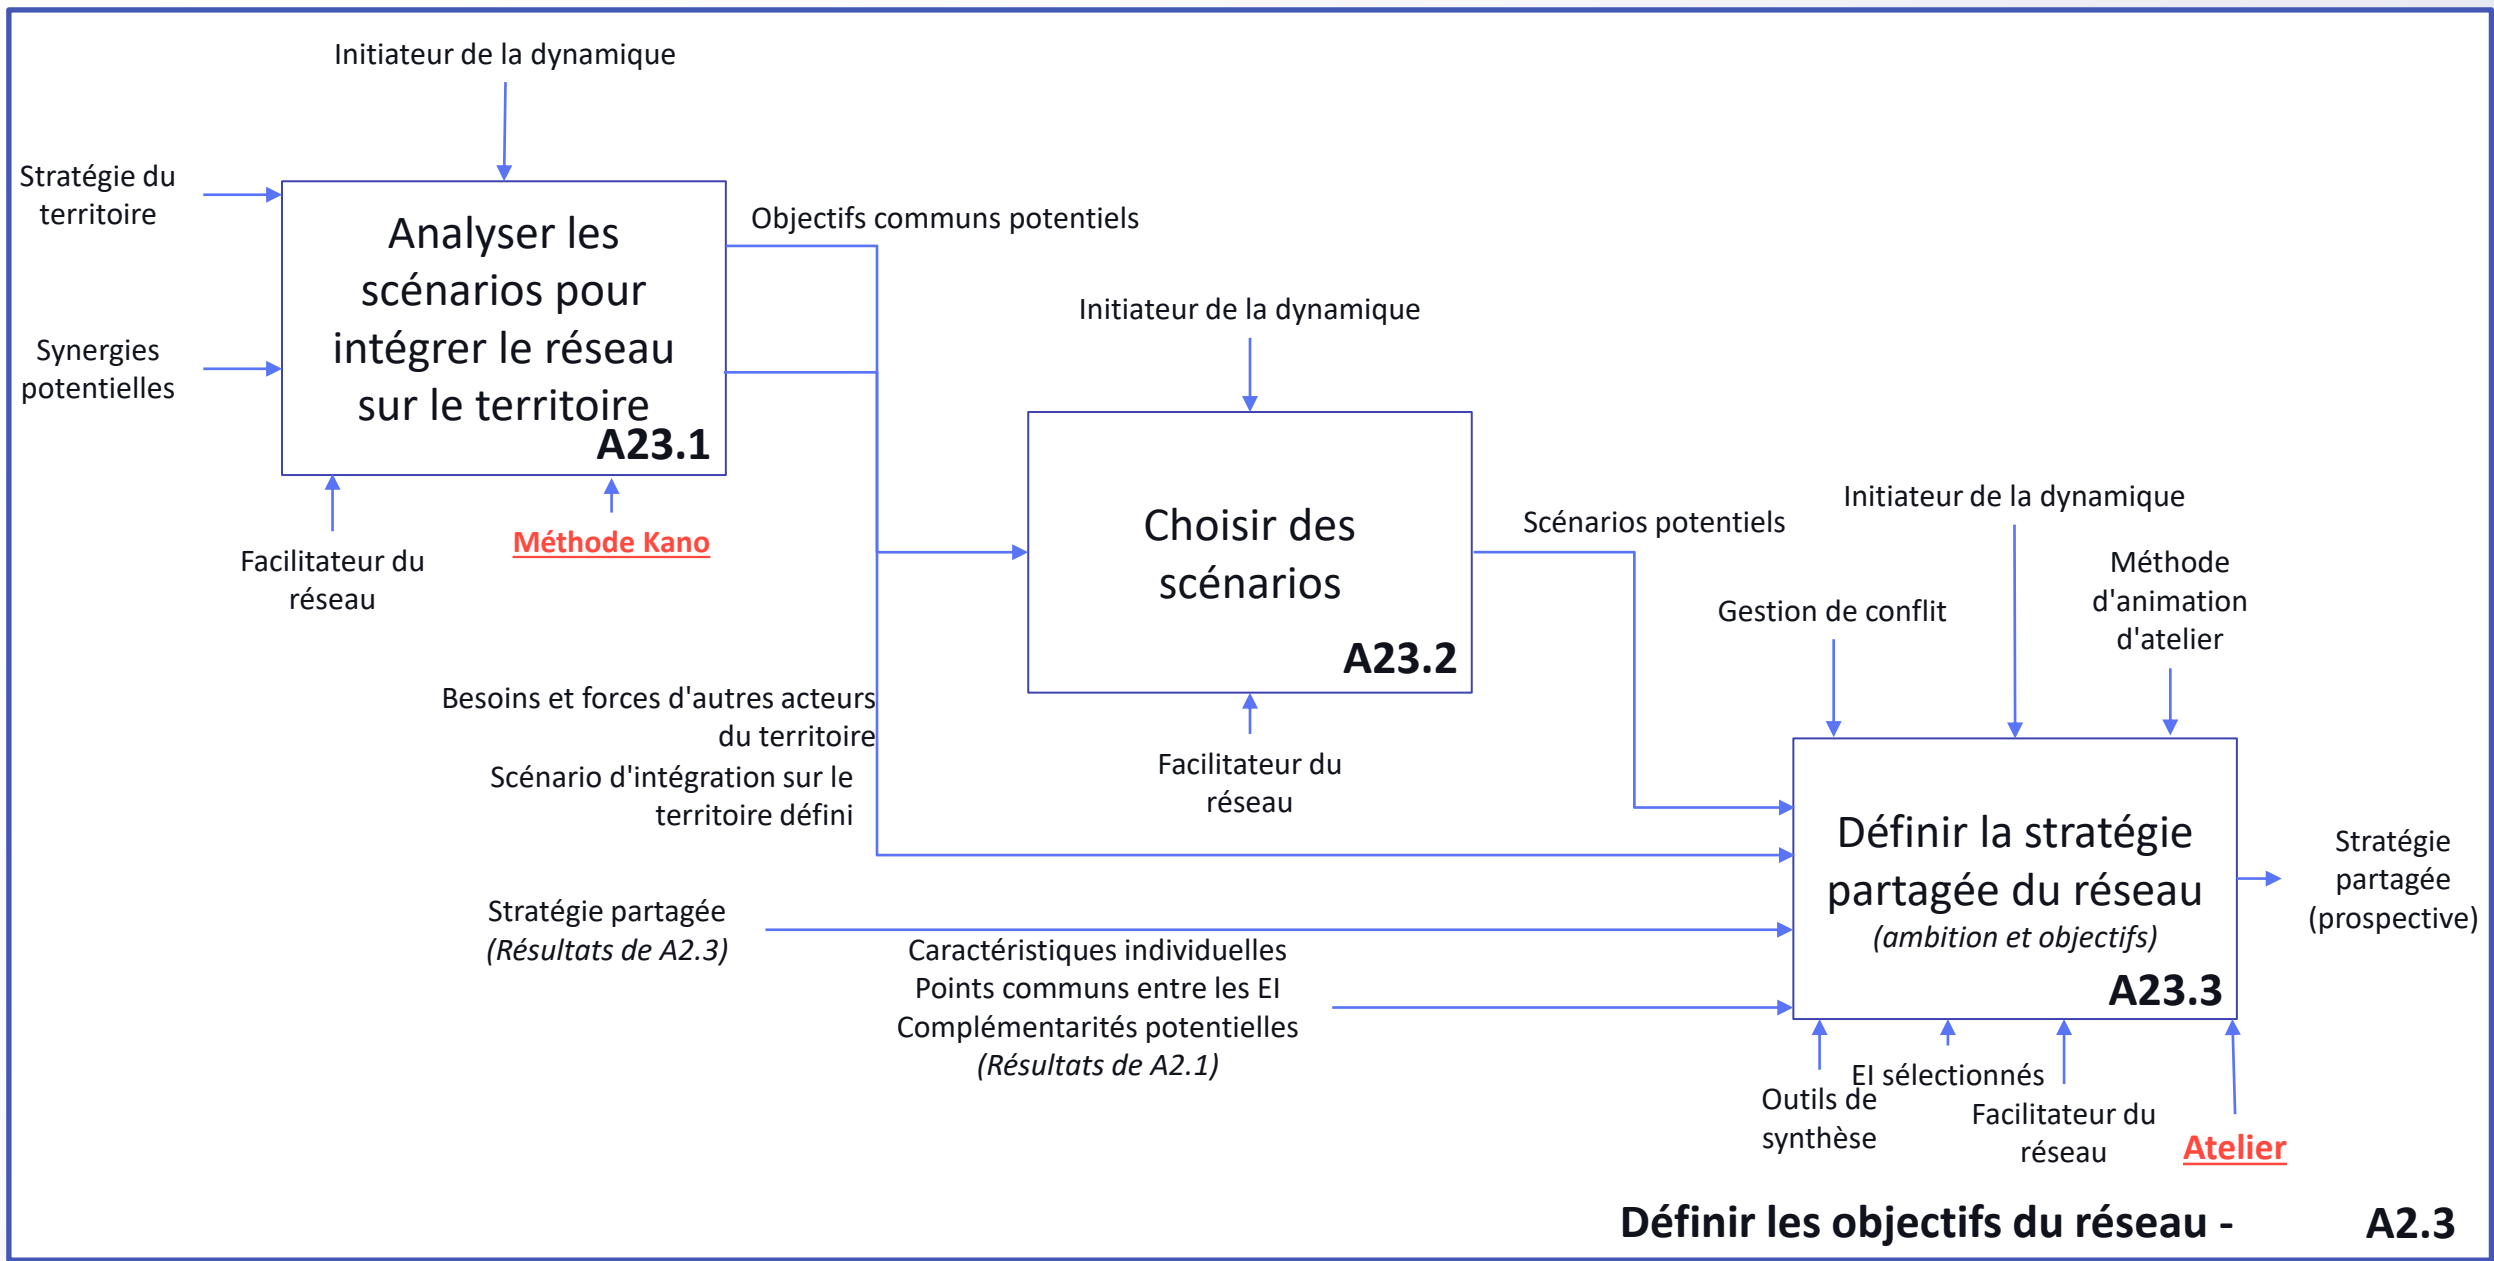 Initiateur de la dynamique
Stratégie du
territoire
Synergies
potentielles
Analyser les
scénarios pour
intégrer le réseau
sur le territoire
A23.1
Facilitateur du
réseau
Méthode Kano
Objectifs communs potentiels
Initiateur de la dynamique
Choisir des
scénarios
A23.2
Facilitateur du
réseau
Scénarios potentiels
Besoins et forces d'autres acteurs
du territoire
Scénario d'intégration sur le
territoire défini
Stratégie partagée
(Résultats de A2.3)
Caractéristiques individuelles
Points communs entre les EI
Complémentarités potentielles
(Résultats de A2.1)
Gestion de conflit
Initiateur de la dynamique
Méthode
d'animation
d'atelier
Définir la stratégie
partagée du réseau
(ambition et objectifs)
A23.3
Stratégie
partagée
(prospective)
Outils de
synthèse
EI sélectionnés
Facilitateur du
réseau
Atelier
Définir les objectifs du réseau - A2.3